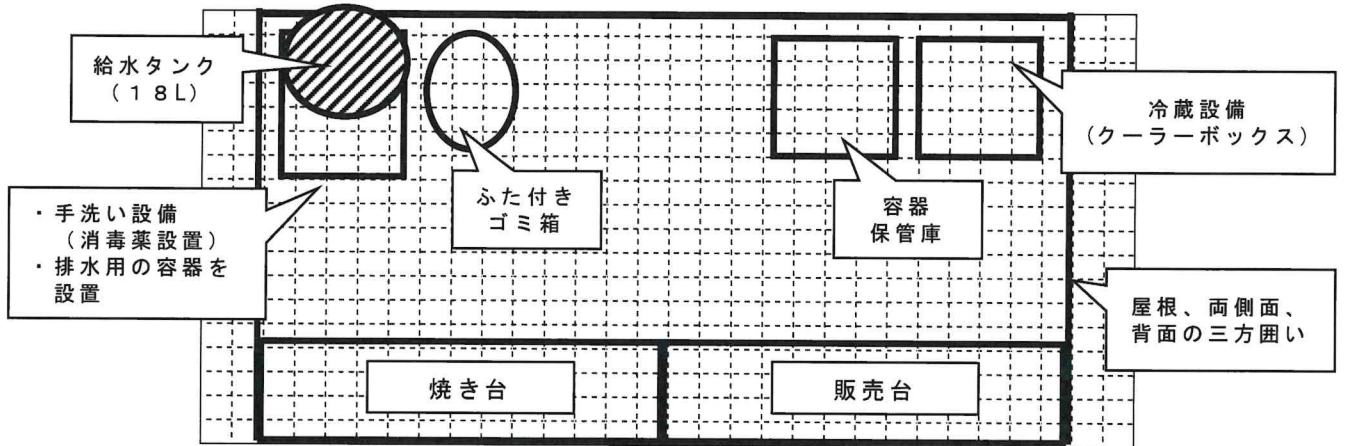 給水タンク
（１８L）
冷蔵設備
（クーラーボックス）
・手洗い設備
（消毒薬設置）
・排水用の容器を
設置
ふた付き
ゴミ箱
容器
保管庫
屋根、両側面、
背面の三方囲い
焼き台
販売台